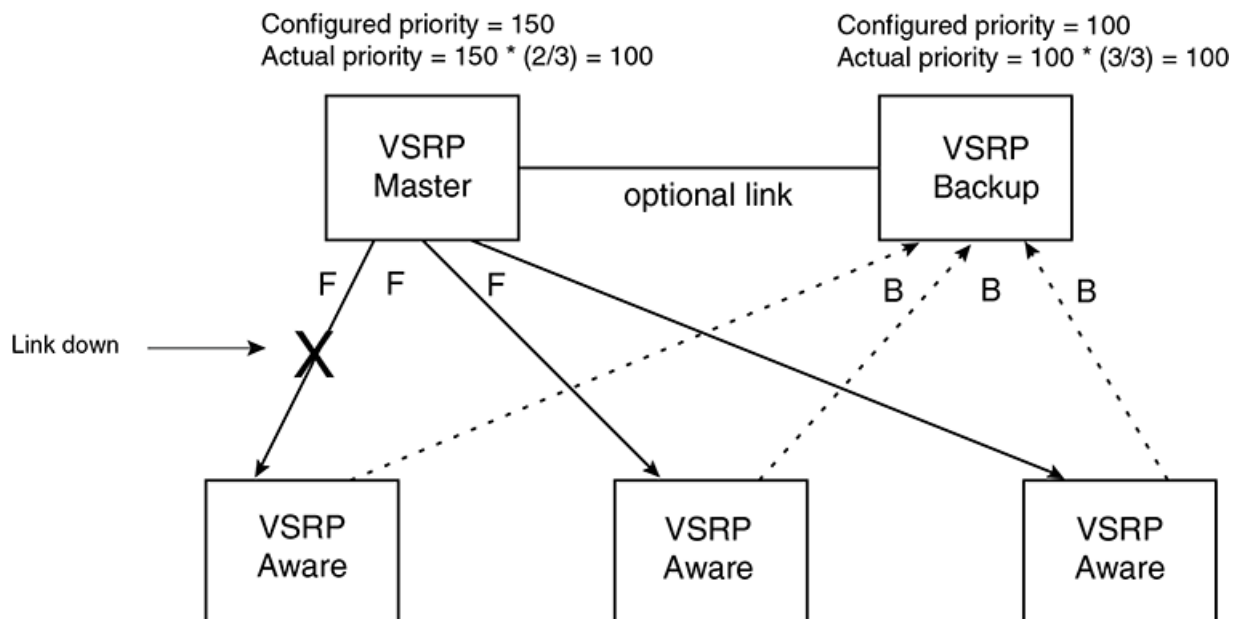 Configured priority = 150
Actual priority = 150 * (2/3) = 100
Configured priority = 100
Actual priority = 100 * (3/3) = 100
VSRP
Master
optional link
VSRP
Backup
F
F
F
B
B
B
Link down
X
VSRP
Aware
VSRP
Aware
VSRP
Aware